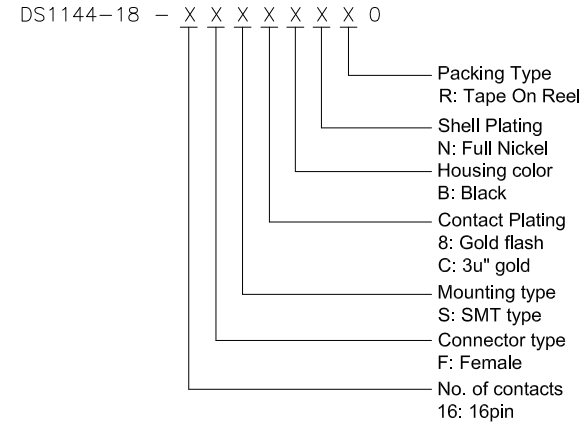 DS1144-18 - X X X X X X X 0
Packing Type
R: Tape On Reel
Shell Plating
N: Full Nickel
Housing color
B: Black
Contact Plating
8: Gold flash
C: 3u" gold
Mounting type
S: SMT type
Connector type
F: Female
No. of contacts
16: 16pin